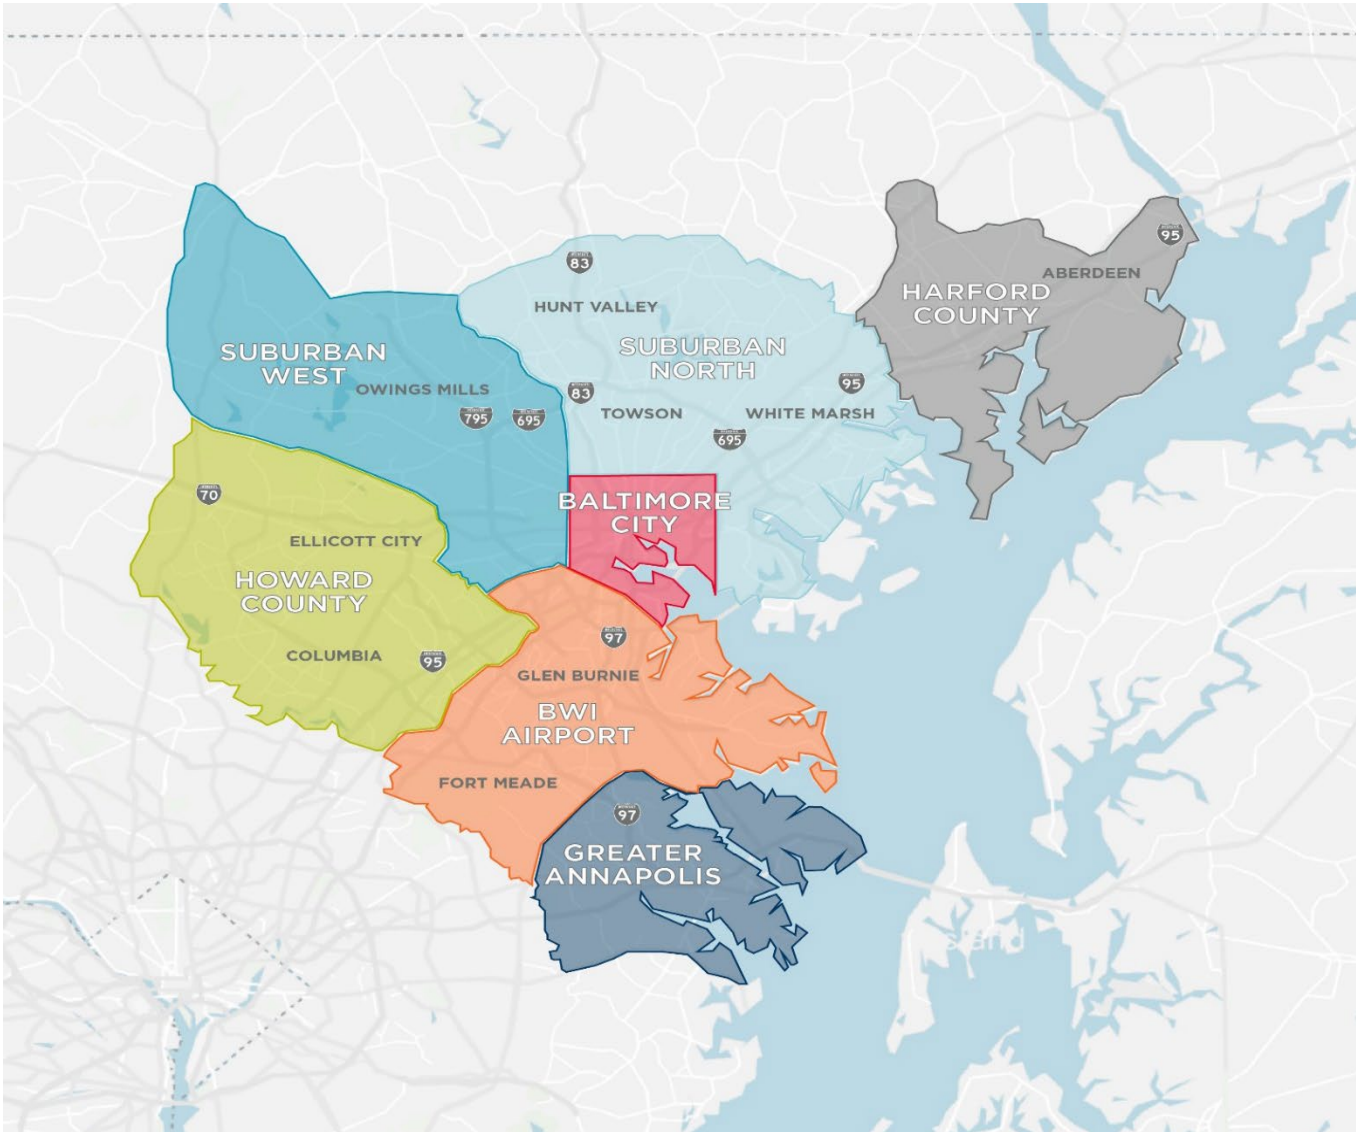 95
83
ABERDEEN
HARFORD
COUNTY
HUNT VALLEY
SUBURBAN
NORTH
SUBURBAN
WEST
OWINGS MILLS
83
95
795
695
TOWSON
WHITE MARSH
695
70
BALTIMORE
CITY
ELLICOTT CITY
HOWARD
COUNTY
97
COLUMBIA
95
GLEN BURNIE
BWI
AIRPORT
FORT MEADE
97
GREATER
ANNAPOLIS